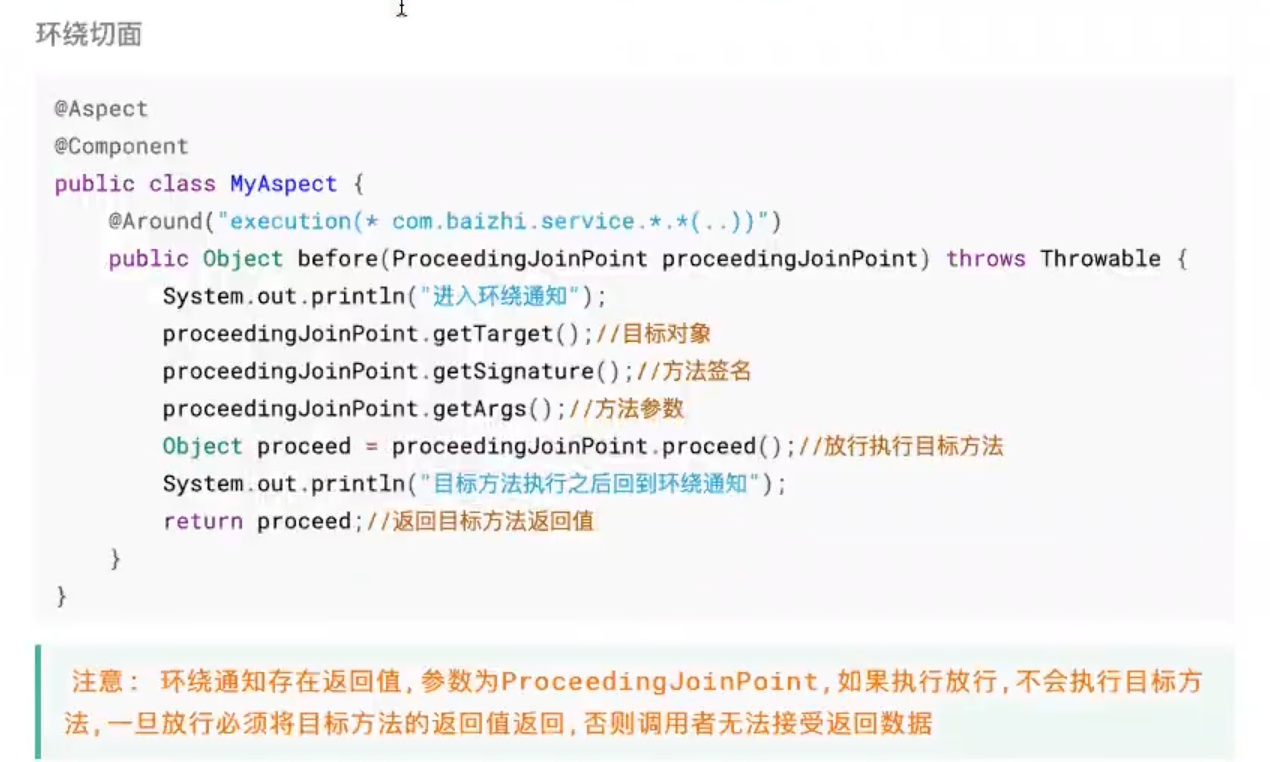 环绕切面
@Aspect
@Component
public class MyAspect {
    @Around("execution(* com.baizhi.service.*.*(..))")
    public Object before(ProceedingJoinPoint proceedingJoinPoint) throws Throwable {
        System.out.println("进入环绕通知");
        proceedingJoinPoint.getTarget();//目标对象
        proceedingJoinPoint.getSignature();//方法签名
        proceedingJoinPoint.getArgs();//方法参数
        Object proceed = proceedingJoinPoint.proceed();//放行执行目标方法
        System.out.println("目标方法执行之后回到环绕通知");
        return proceed;//返回目标方法返回值
    }
}
注意: 环绕通知存在返回值,参数为ProceedingJoinPoint,如果执行放行,不会执行目标方
法,一旦放行必须将目标方法的返回值返回,否则调用者无法接受返回数据